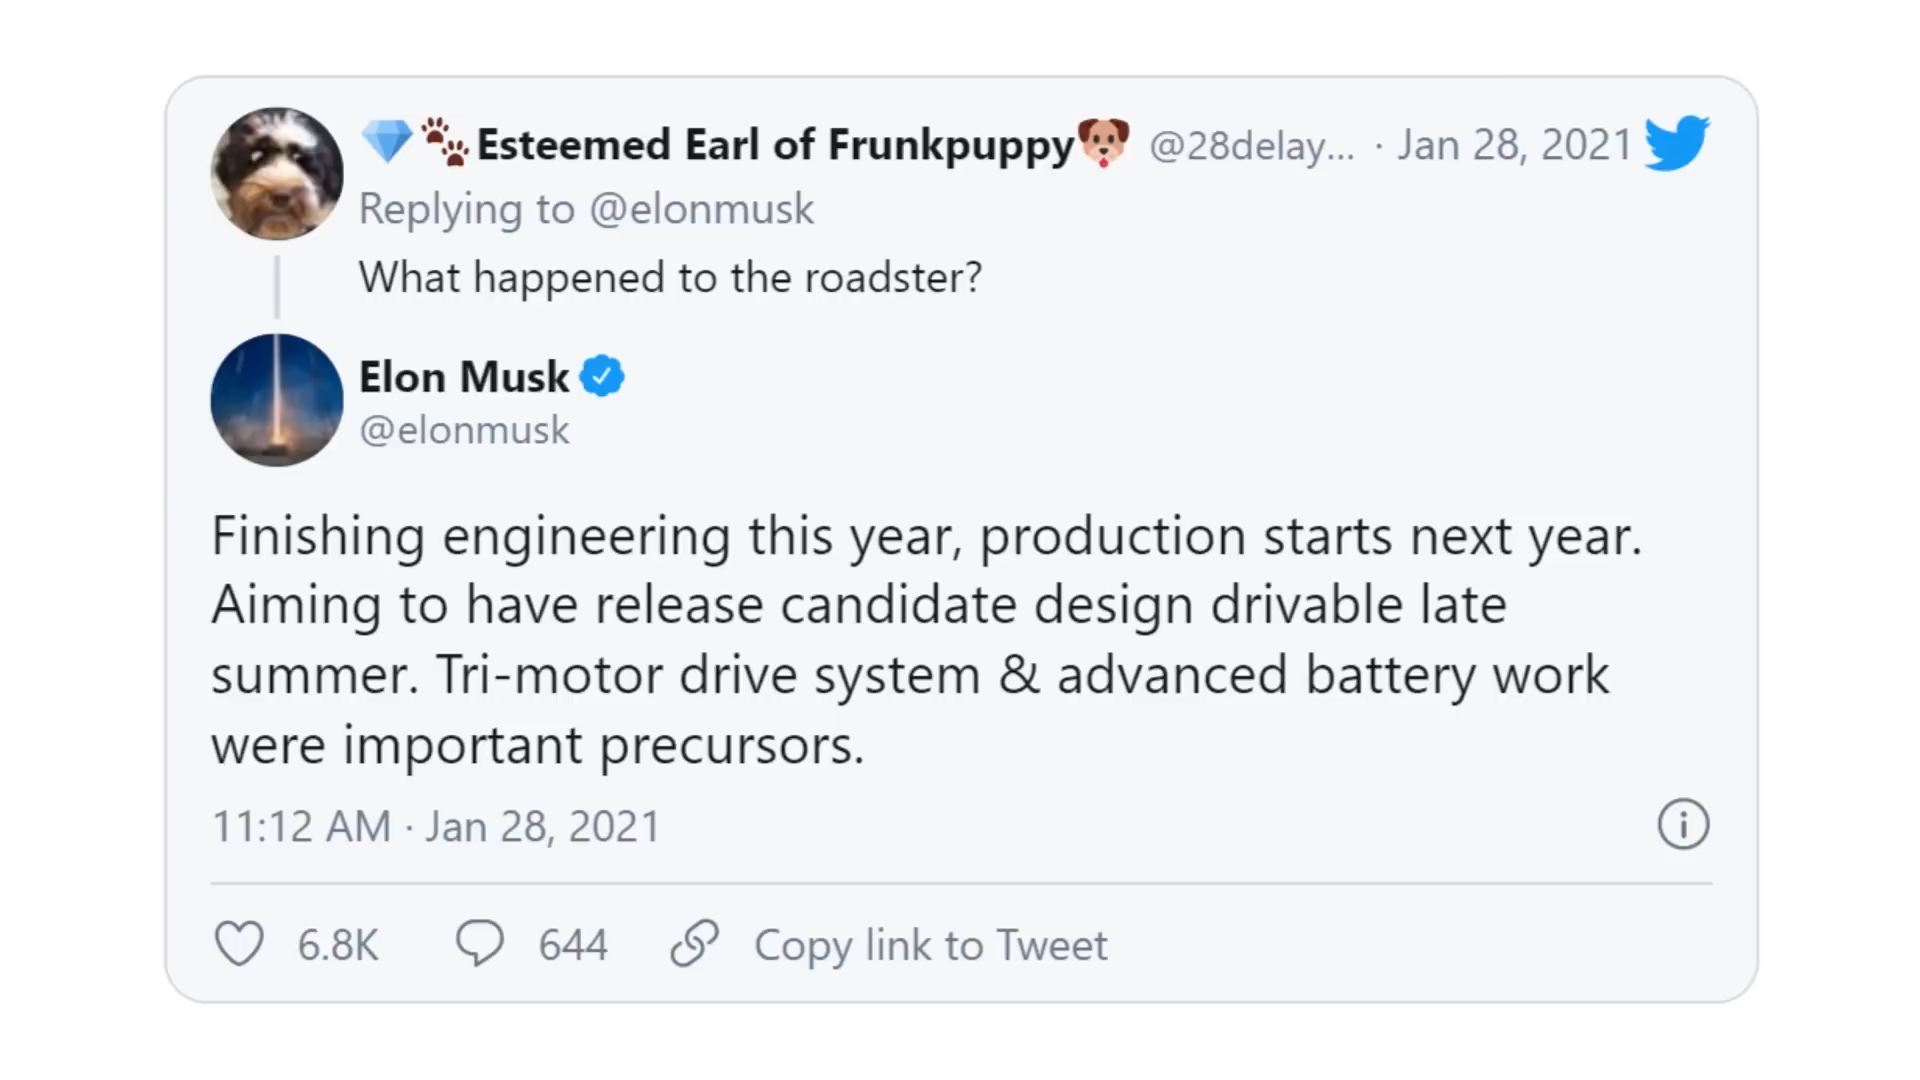 💎🐾Esteemed Earl of Frunkpuppy🐶 @28delay... · Jan 28, 2021
Replying to @elonmusk
What happened to the roadster?
Elon Musk
@elonmusk
Finishing engineering this year, production starts next year.
Aiming to have release candidate design drivable late
summer. Tri-motor drive system & advanced battery work
were important precursors.
11:12 AM · Jan 28, 2021
6.8K 644 Copy link to Tweet